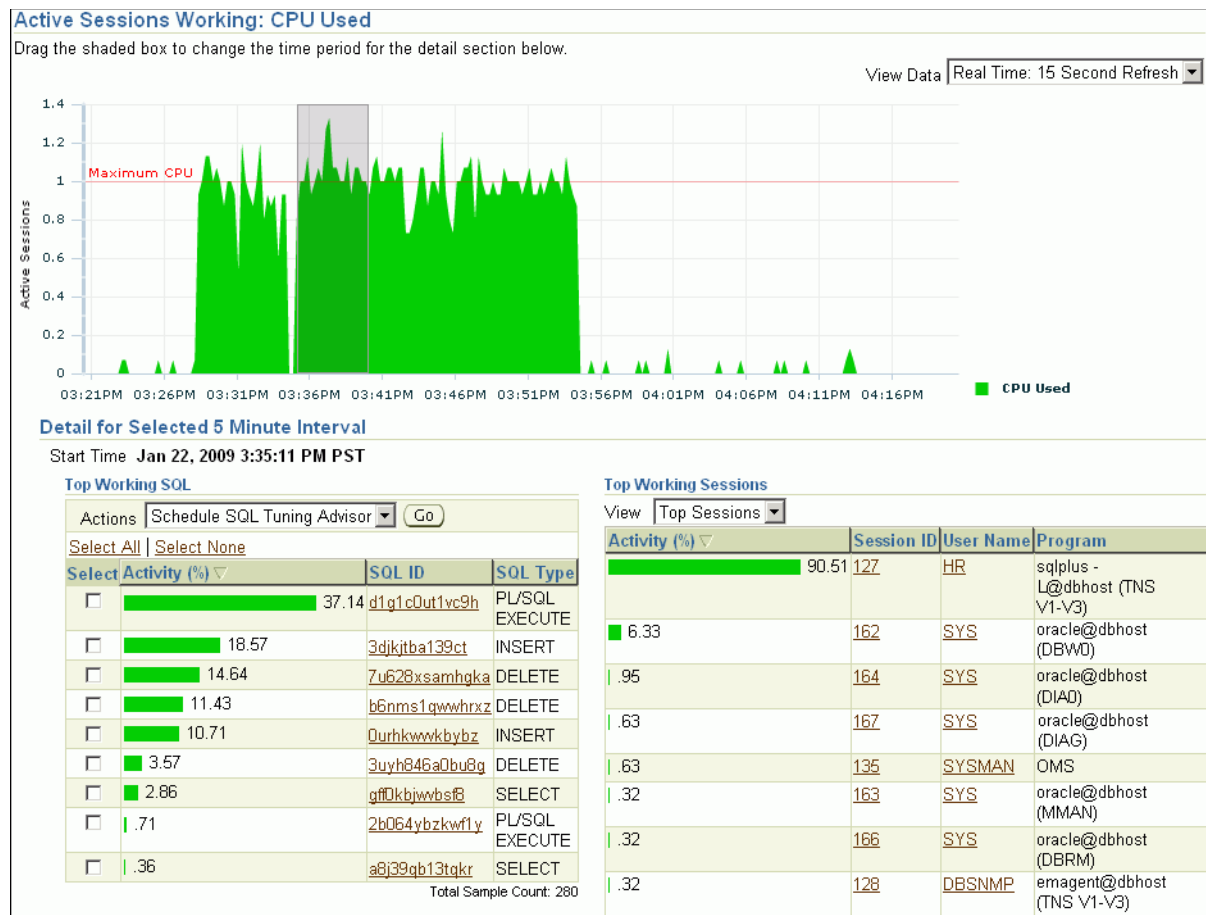 Active Sessions Working: CPU Used
Drag the shaded box to change the time period for the detail section below.
View Data Real Time: 15 Second Refresh
1.4
1.2
Maximum CPU
1
0.8
0.6
0.4
0.2
0
Active Sessions
03:21PM 03:26PM 03:31PM 03:36PM 03:41PM 03:46PM 03:51PM 03:56PM 04:01PM 04:06PM 04:11PM 04:16PM
CPU Used
Detail for Selected 5 Minute Interval
Start Time Jan 22, 2009 3:35:11 PM PST
Top Working SQL
Actions Schedule SQL Tuning Advisor Go
Select All | Select None
Select Activity (%) SQL ID SQL Type
37.14 d1g1c0ut1vc9h PL/SQL EXECUTE
18.57 3djkjtba139ct INSERT
14.64 7u628xsamhgka DELETE
11.43 b6nms1qwwhrxz DELETE
10.71 0urhkwvkbybz INSERT
3.57 3uyh846a0bu8g DELETE
2.86 gff0kbjwvbsf8 SELECT
.71 2b064ybzkwf1y PL/SQL EXECUTE
.36 a8j39qb13tqkr SELECT
Total Sample Count: 280
Top Working Sessions
View Top Sessions
Activity (%) Session ID User Name Program
90.51 127 HR sqlplus -
L@dbhost (TNS
V1-V3)
6.33 162 SYS oracle@dbhost
(DBW0)
.95 164 SYS oracle@dbhost
(DIA0)
.63 167 SYS oracle@dbhost
(DIAG)
.63 135 SYSMAN OMS
.32 163 SYS oracle@dbhost
(MMAN)
.32 166 SYS oracle@dbhost
(DBRM)
.32 128 DBSNMP emagent@dbhost
(TNS V1-V3)